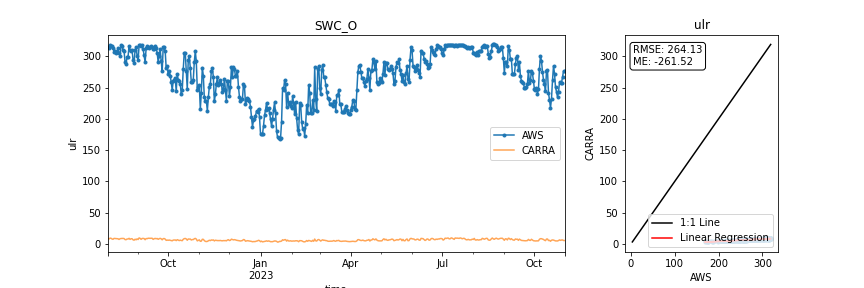 SWC_O
ulr
300
250
200
150
100
50
0
ulr
AWS
CARRA
Oct
Jan
2023
Apr
Jul
Oct
time
ulr
RMSE: 264.13
ME: -261.52
300
250
200
150
100
50
0
CARRA
1:1 Line
Linear Regression
0
100
200
300
AWS